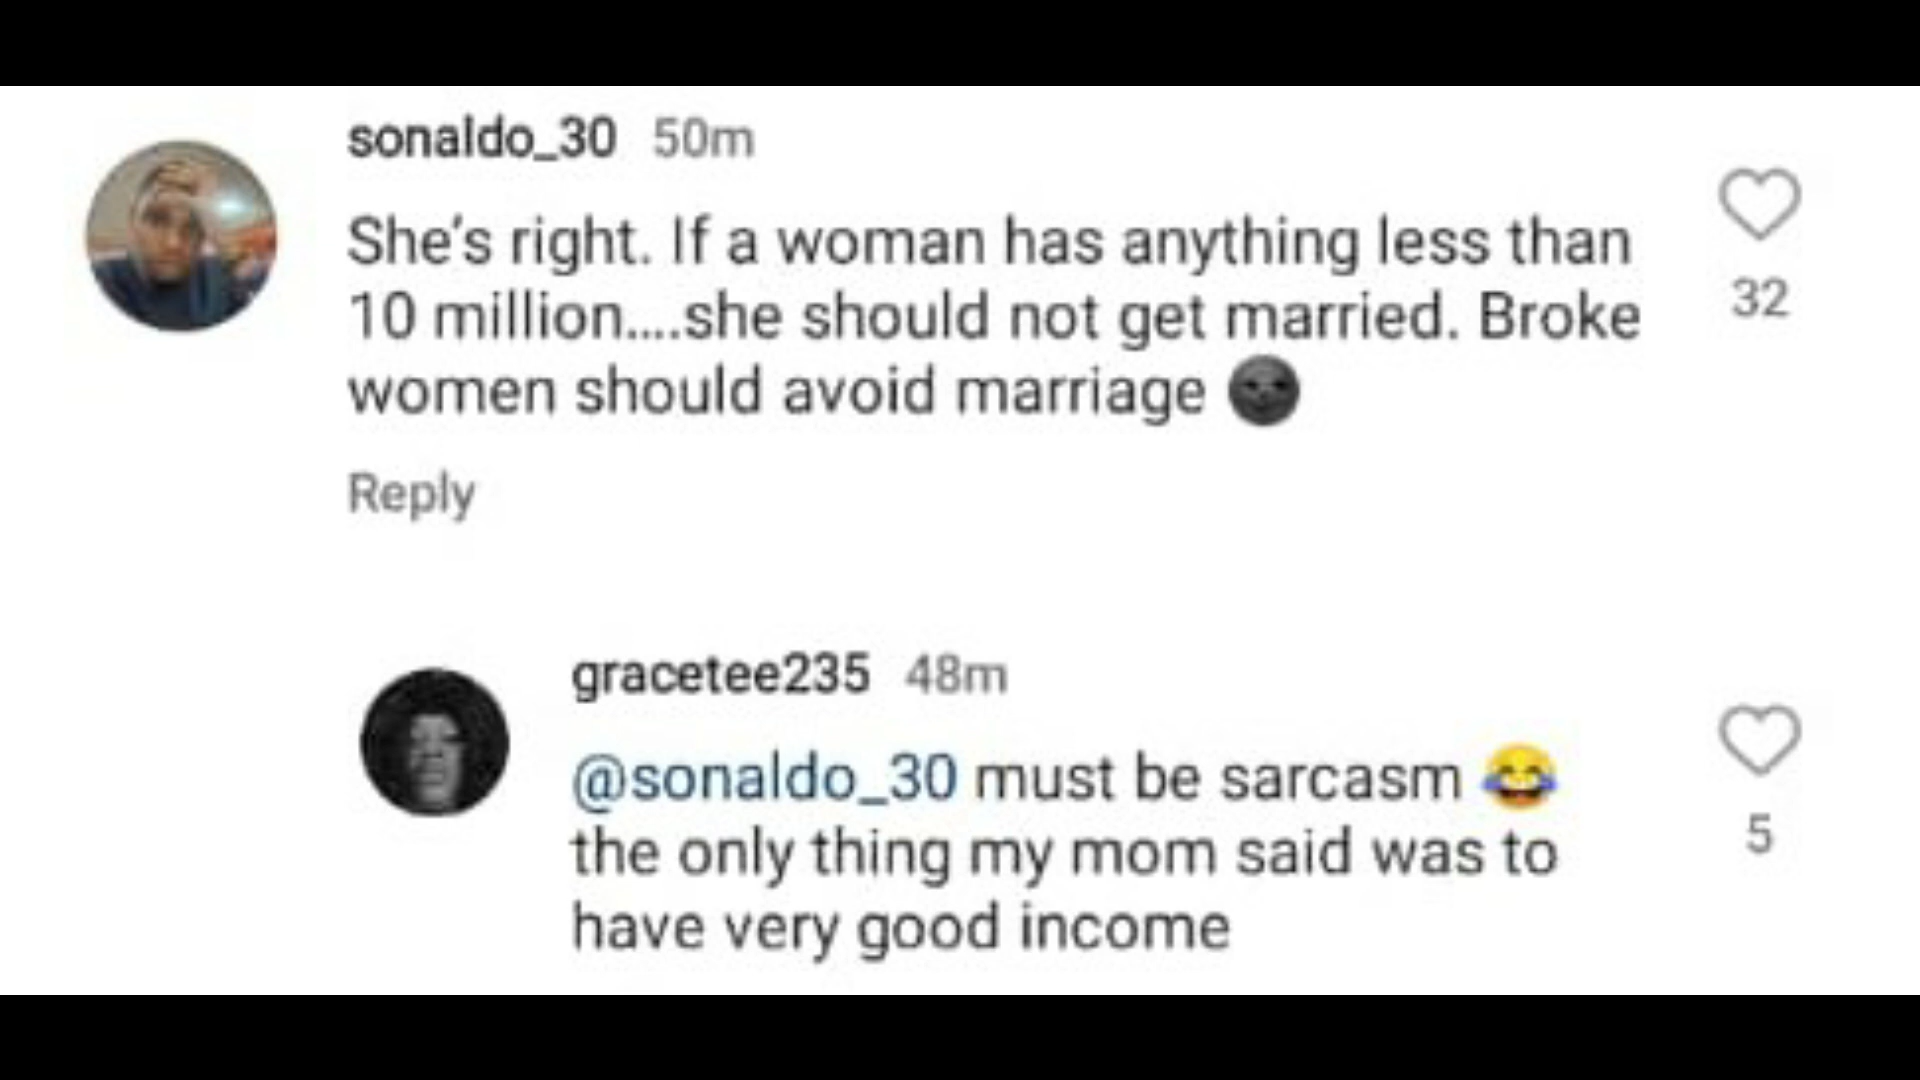 sonaldo_30 50m
She's right. If a woman has anything less than
10 million....she should not get married. Broke
women should avoid marriage 🌚
32
Reply
gracetee235 48m
@sonaldo_30 must be sarcasm 😂
the only thing my mom said was to
have very good income
5